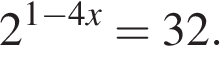 $2^{1-4x} = 32.$